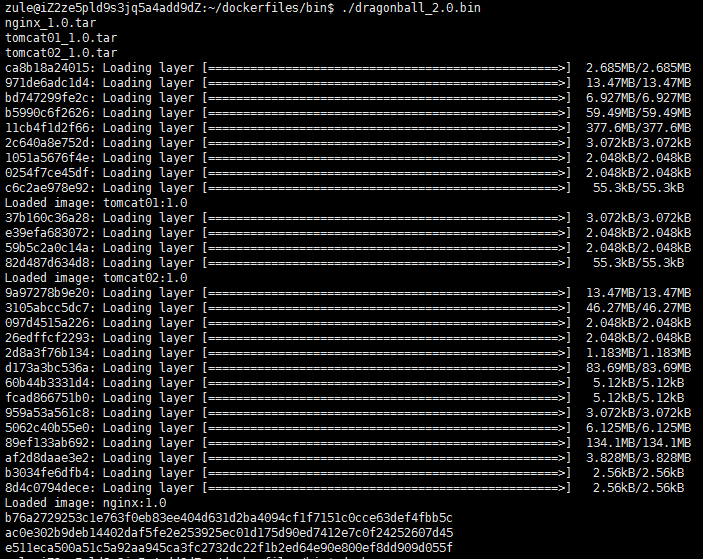 zule@iZ2ze5pld9s3jq5a4add9dZ:~/dockerfiles/bin$ ./dragonball_2.0.bin
nginx_1.0.tar
tomcat01_1.0.tar
tomcat02_1.0.tar
ca8b18a24015: Loading layer [==================================================>]  2.685MB/2.685MB
971de6adc1d4: Loading layer [==================================================>]  13.47MB/13.47MB
bd747299fe2c: Loading layer [==================================================>]  6.927MB/6.927MB
b5990c6f2626: Loading layer [==================================================>]  59.49MB/59.49MB
11cb4f1d2f66: Loading layer [==================================================>]  377.6MB/377.6MB
2c640a8e752d: Loading layer [==================================================>]  3.072kB/3.072kB
1051a5676f4e: Loading layer [==================================================>]  2.048kB/2.048kB
0254f7ce45df: Loading layer [==================================================>]  2.048kB/2.048kB
c6c2ae978e92: Loading layer [==================================================>]   55.3kB/55.3kB
Loaded image: tomcat01:1.0
37b160c36a28: Loading layer [==================================================>]  3.072kB/3.072kB
e39efa683072: Loading layer [==================================================>]  2.048kB/2.048kB
59b5c2a0c14a: Loading layer [==================================================>]  2.048kB/2.048kB
82d487d634d8: Loading layer [==================================================>]   55.3kB/55.3kB
Loaded image: tomcat02:1.0
9a97278b9e20: Loading layer [==================================================>]  13.47MB/13.47MB
3105abcc5dc7: Loading layer [==================================================>]  46.27MB/46.27MB
097d4515a226: Loading layer [==================================================>]  2.048kB/2.048kB
26edffcf2293: Loading layer [==================================================>]  2.048kB/2.048kB
2d8a3f76b134: Loading layer [==================================================>]  1.183MB/1.183MB
d173a3bc536a: Loading layer [==================================================>]  83.69MB/83.69MB
60b44b3331d4: Loading layer [==================================================>]   5.12kB/5.12kB
fcad866751b0: Loading layer [==================================================>]   5.12kB/5.12kB
959a53a561c8: Loading layer [==================================================>]  3.072kB/3.072kB
5062c40b55e0: Loading layer [==================================================>]  6.125MB/6.125MB
89ef133ab692: Loading layer [==================================================>]  134.1MB/134.1MB
af2d8daae3e2: Loading layer [==================================================>]  3.828MB/3.828MB
b3034fe6dfb4: Loading layer [==================================================>]   2.56kB/2.56kB
8d4c0794dece: Loading layer [==================================================>]   2.56kB/2.56kB
Loaded image: nginx:1.0
b76a2729253c1e763f0eb83ee404d631d2ba4094cf1f7151c0cce63def4fbb5c
ac0e302b9deb14402daf5fe2e253925ec01d175d90ed7412e7c0f24252607d45
e511eca500a51c5a92aa945ca3fc2732dc22f1b2ed64e90e800ef8dd909d055f